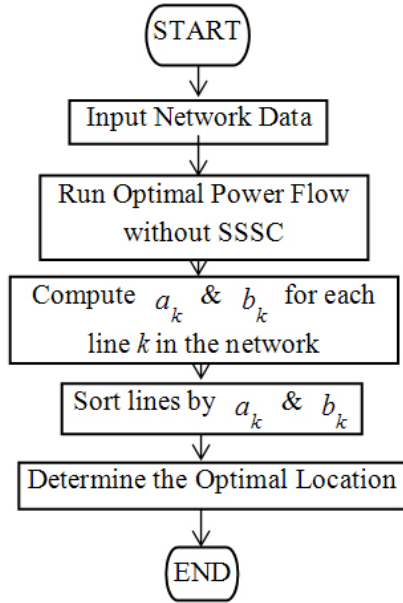 START
Input Network Data
Run Optimal Power Flow
without SSSC
Compute a_k & b_k for each
line k in the network
Sort lines by a_k & b_k
Determine the Optimal Location
END